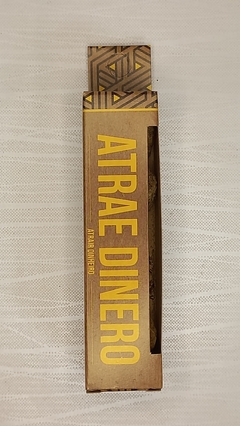 ATRAE DINERO
ATRAIR DINHEIRO